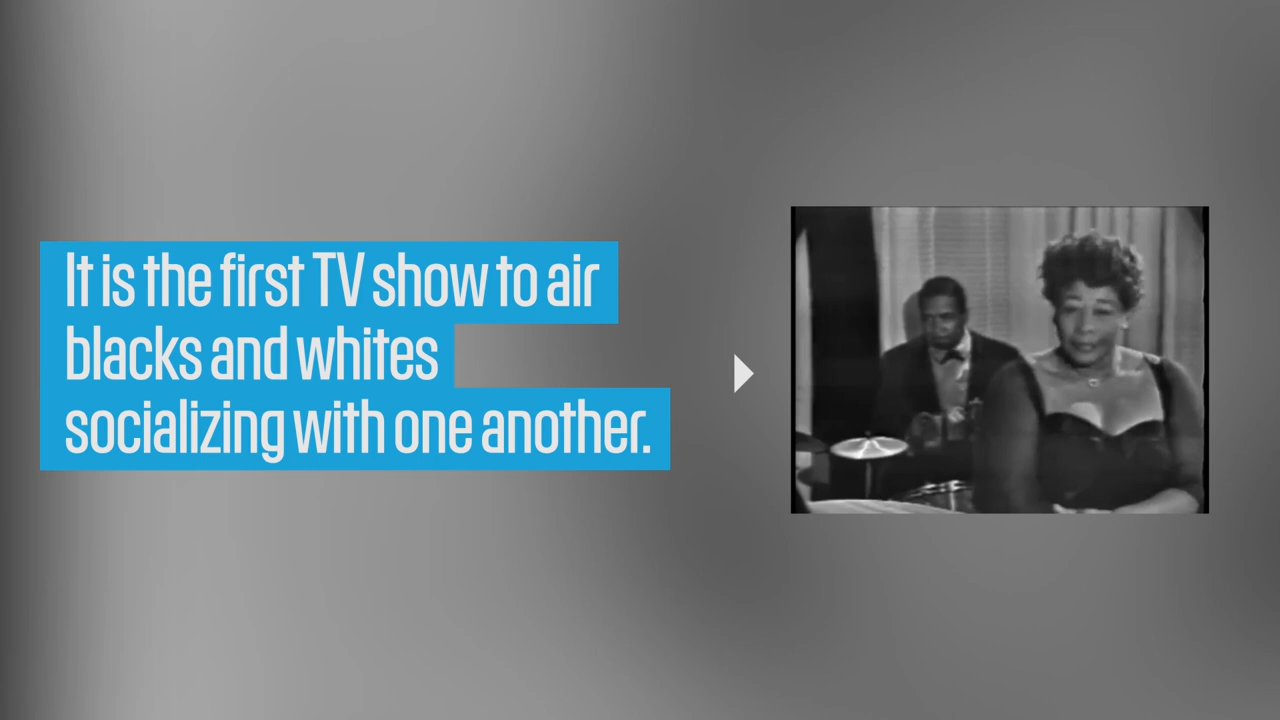 It is the first TV show to air
blacks and whites
socializing with one another.